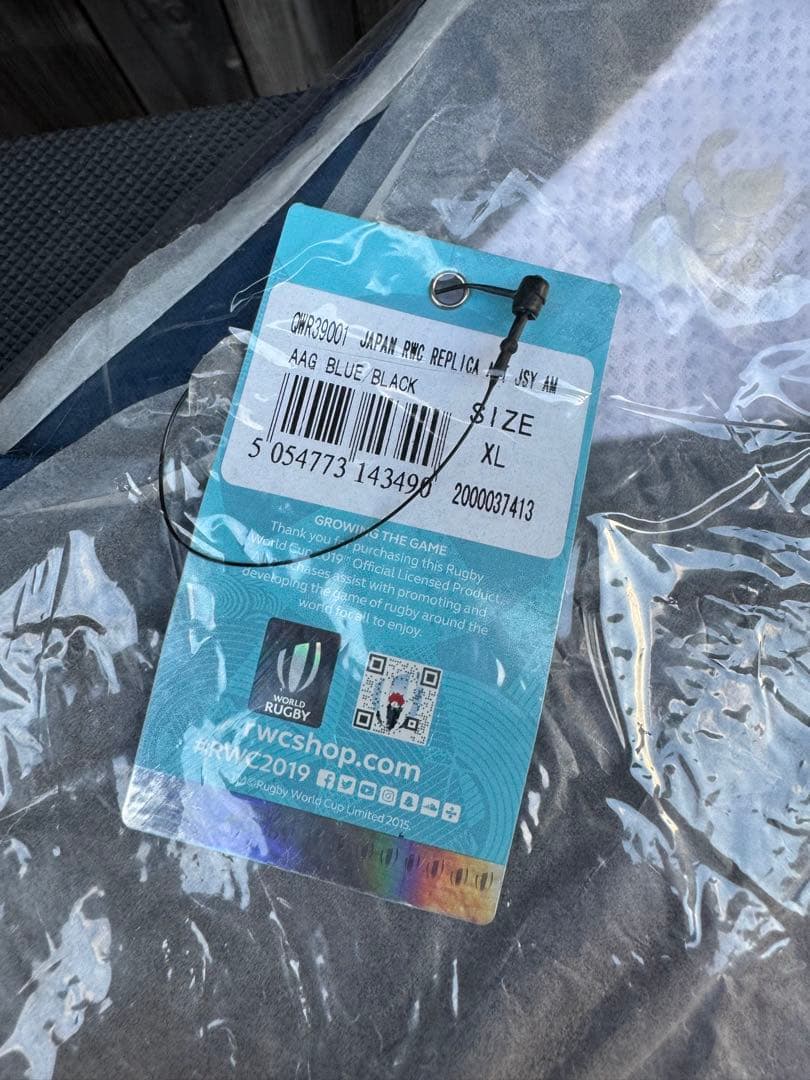 QWR39001 JAPAN RWC REPLICA JSY AM
AAG BLUE/BLACK
SIZE
XL
5 054773 143490
2000037413
GROWING THE GAME
Thank you for purchasing this Rugby
World Cup 2019™ Official Licensed Product,
purchases assist with promoting and
developing the game of rugby around the
world for all to enjoy.
WORLD
RUGBY
rwcshop.com
#RWC2019
© Rugby World Cup Limited 2015.